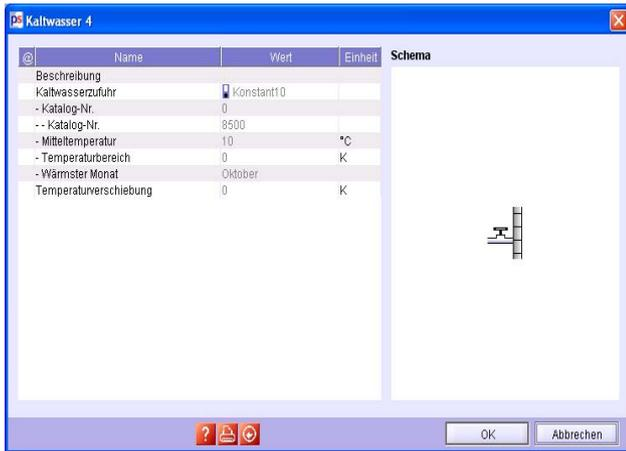 ps Kaltwasser 4
@ Name Wert Einheit
Beschreibung
Kaltwasserzufuhr Konstant10
- Katalog-Nr. 0
- - Katalog-Nr. 8500
- Mitteltemperatur 10 °C
- Temperaturbereich 0 K
- Wärmster Monat Oktober
Temperaturverschiebung 0 K
Schema
?
OK Abbrechen